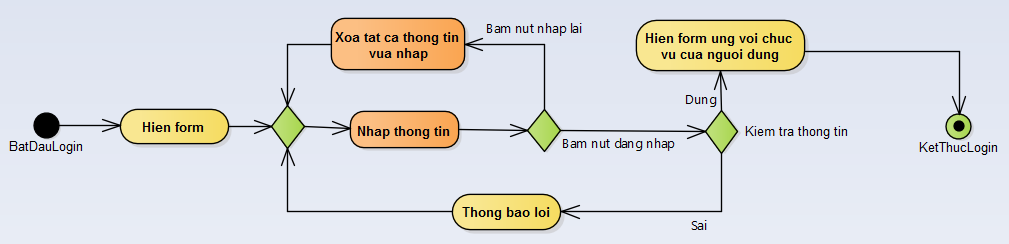 Xoa tat ca thong tin
vua nhap
Bam nut nhap lai
Hien form ung voi chuc
vu cua nguoi dung
Dung
BatDauLogin
Hien form
Nhap thong tin
Bam nut dang nhap
Kiem tra thong tin
KetThucLogin
Thong bao loi
Sai